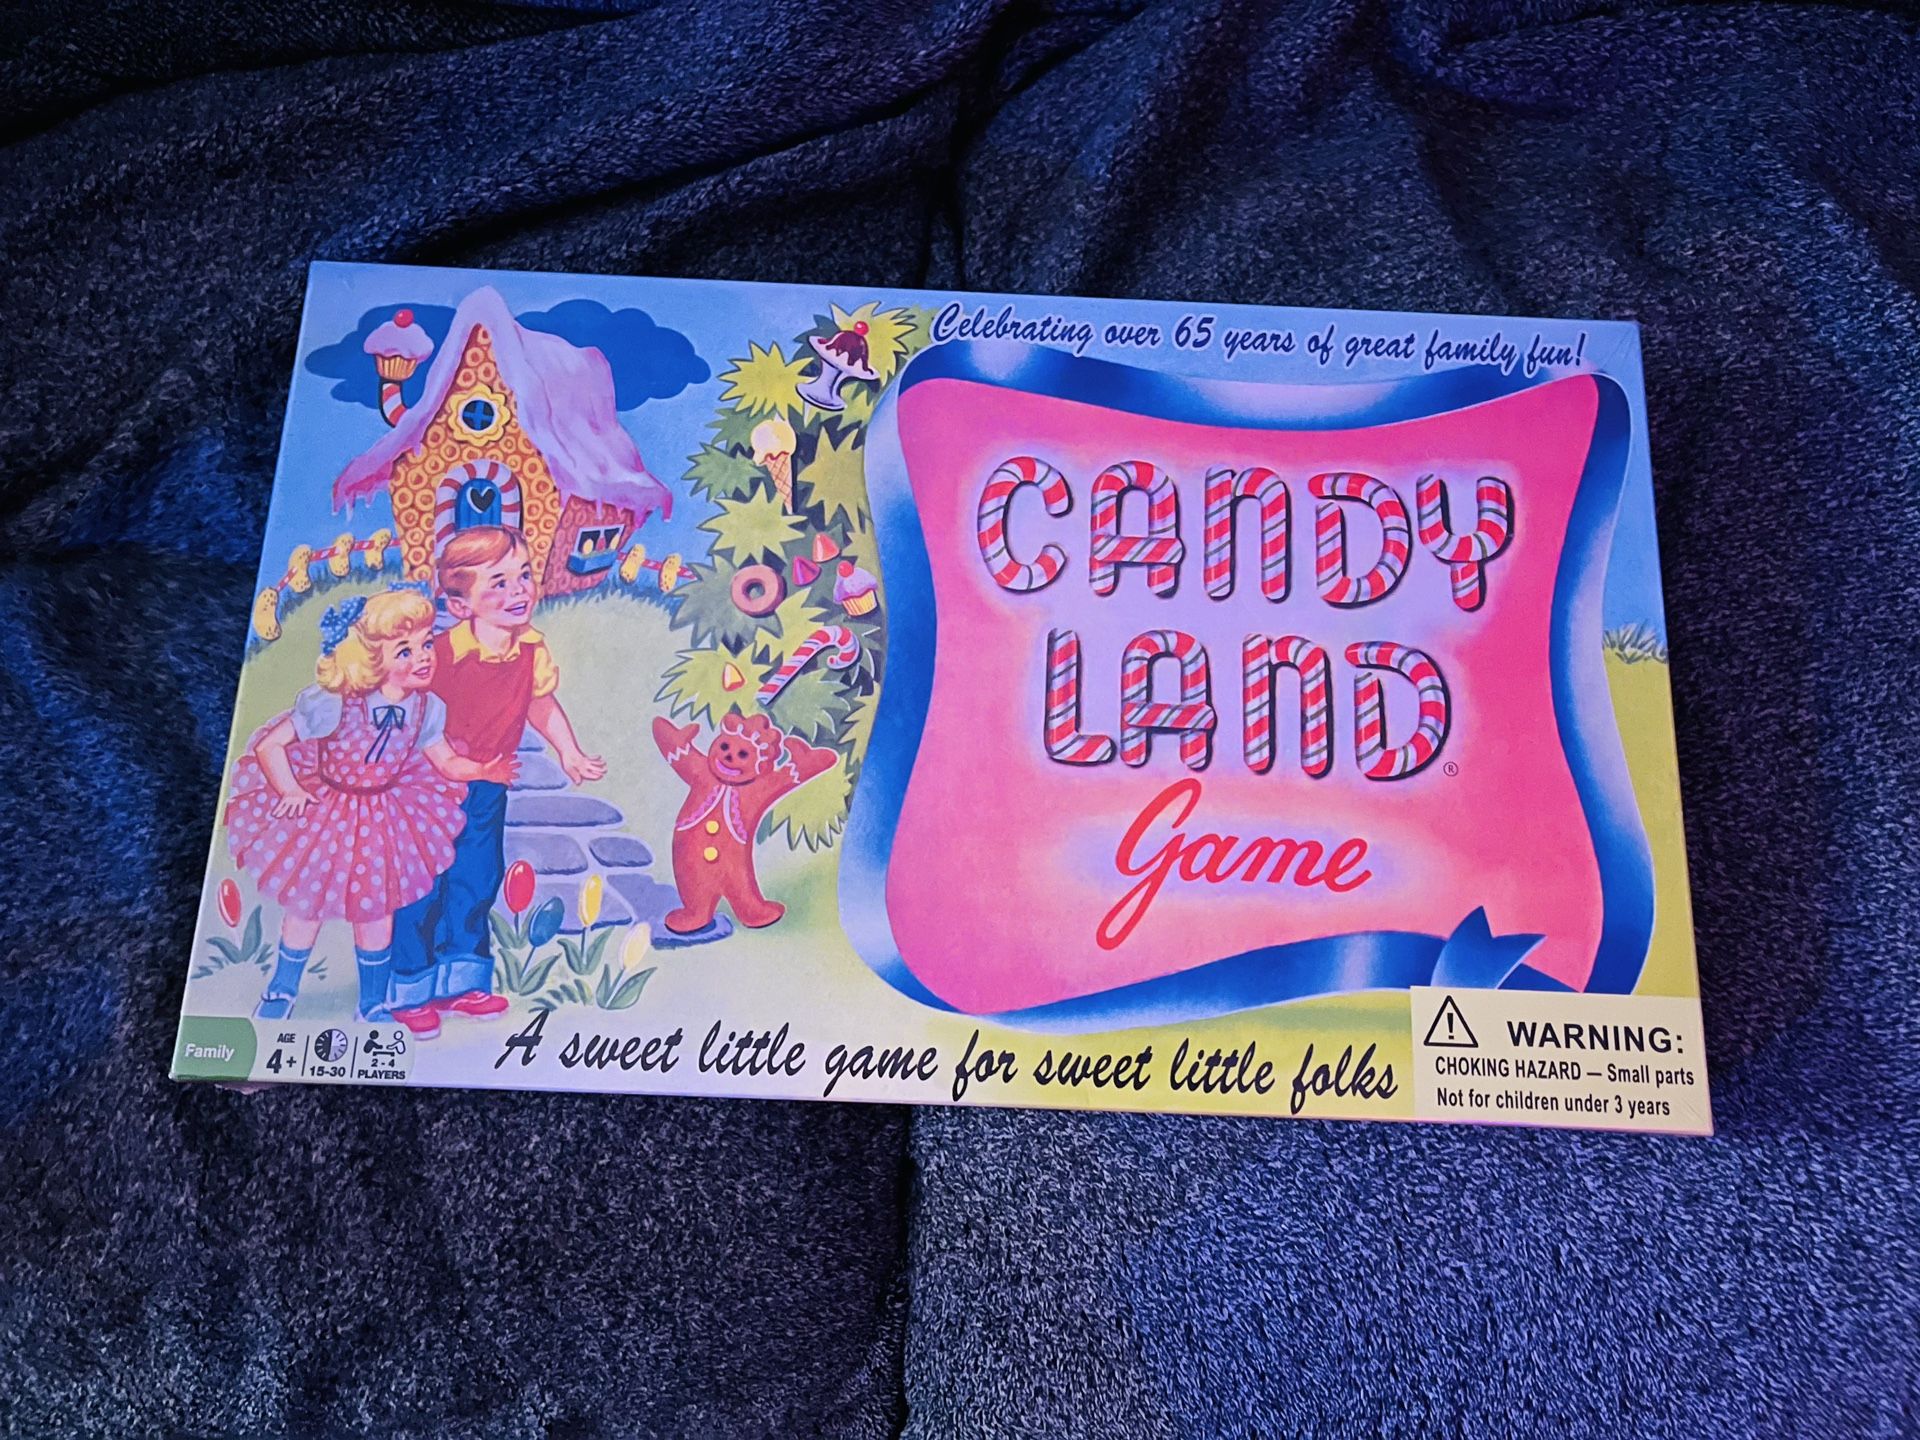 Celebrating over 65 years of great family fun!
CANDY
LAND®
Game
A sweet little game for sweet little folks
Family
AGE
4+
15-30
2-4
PLAYERS
WARNING:
CHOKING HAZARD — Small parts
Not for children under 3 years